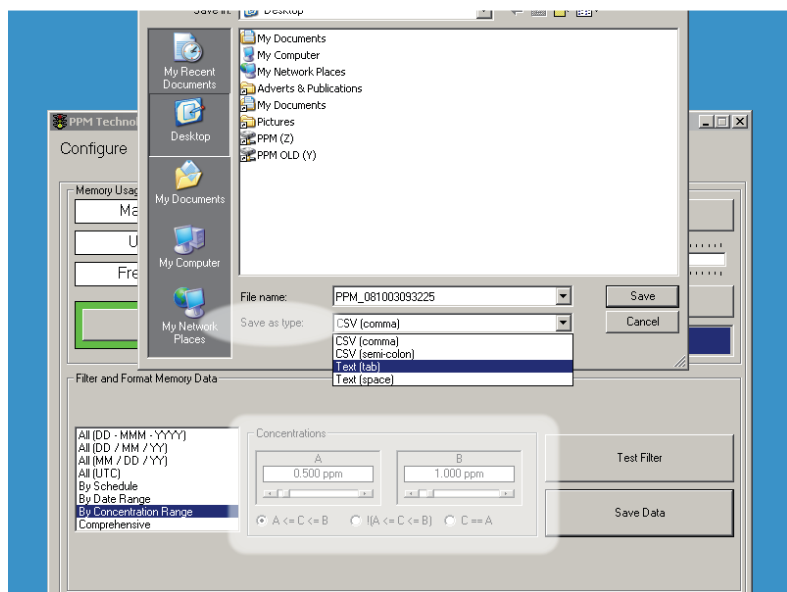 Save in:
Desktop
My Documents
My Computer
My Network Places
Adverts & Publications
My Documents
Pictures
PPM (Z)
PPM OLD (Y)
My Recent
Documents
Desktop
My Documents
My Computer
My Network
Places
File name:
PPM_081003093225
Save
Save as type:
CSV (comma)
Cancel
CSV (comma)
CSV (semi-colon)
Text (tab)
Text (space)
PPM Technol
Configure
Memory Usag
Ma
U
Fre
Filter and Format Memory Data
All (DD - MMM - YYYY)
All (DD / MM / YY)
All (MM / DD / YY)
All (UTC)
By Schedule
By Date Range
By Concentration Range
Comprehensive
Concentrations
A
0.500 ppm
B
1.000 ppm
A <= C <= B
!(A <= C <= B)
C == A
Test Filter
Save Data